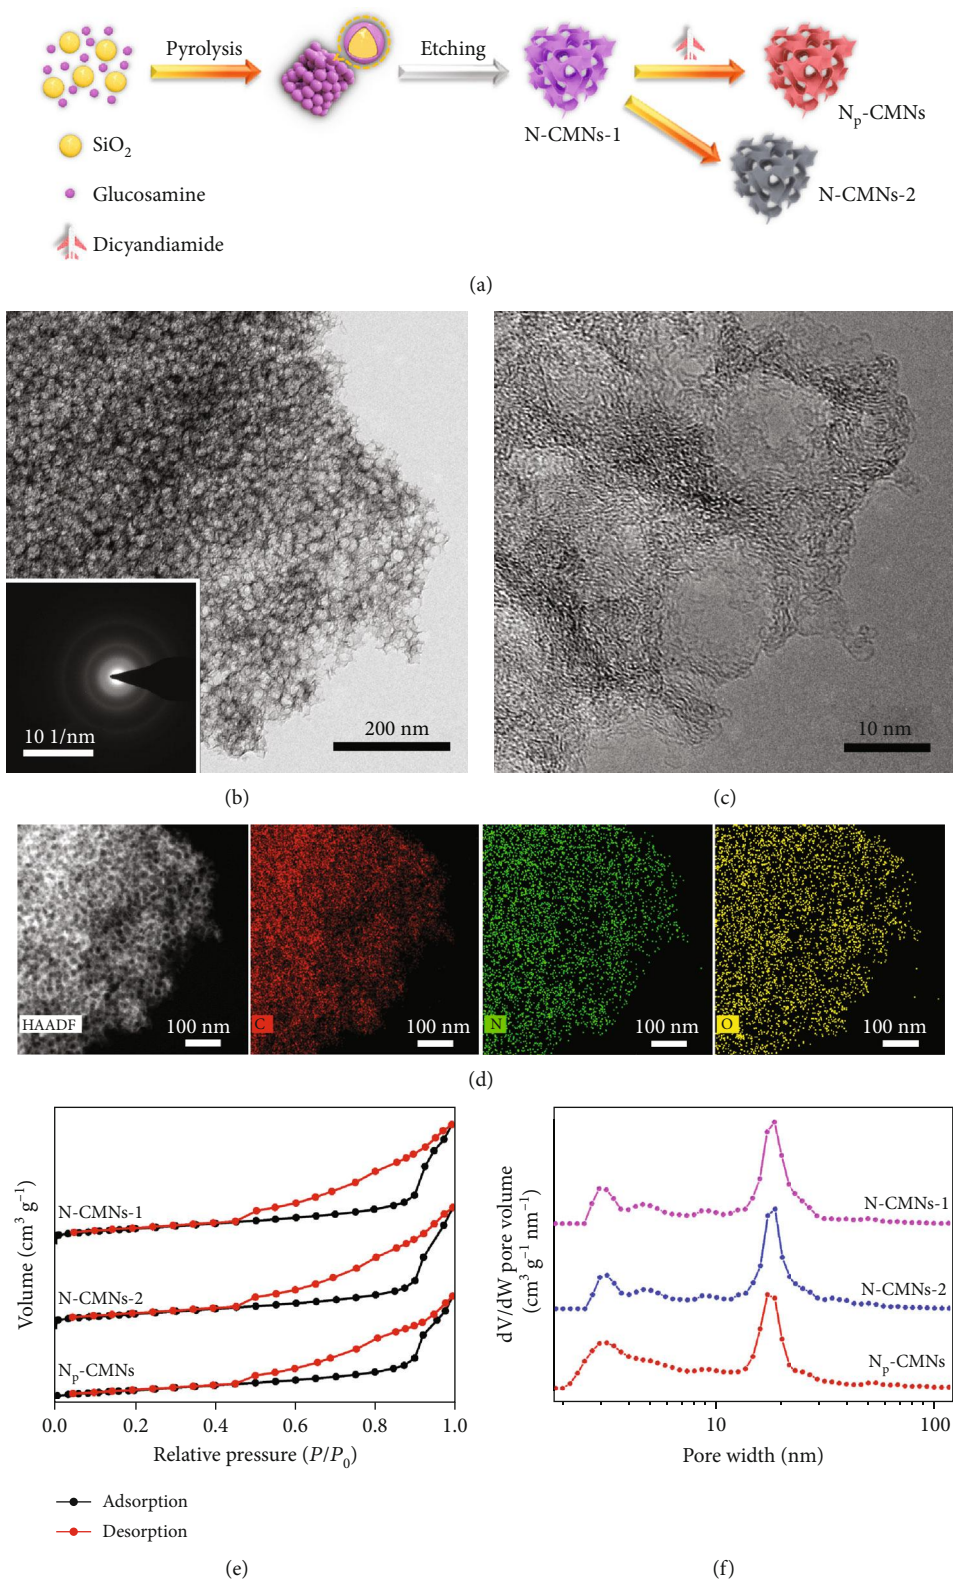 Pyrolysis
Etching
SiO₂
Glucosamine
Dicyandiamide
N-CMNs-1
Nₚ-CMNs
N-CMNs-2
(a)
10 1/nm
200 nm
(b)
10 nm
(c)
HAADF
100 nm
C
100 nm
N
100 nm
O
100 nm
(d)
Volume (cm³ g⁻¹)
N-CMNs-1
N-CMNs-2
Nₚ-CMNs
0.0 0.2 0.4 0.6 0.8 1.0
Relative pressure (P/P₀)
Adsorption
Desorption
(e)
dV/dW pore volume
(cm³ g⁻¹ nm⁻¹)
N-CMNs-1
N-CMNs-2
Nₚ-CMNs
10 100
Pore width (nm)
(f)